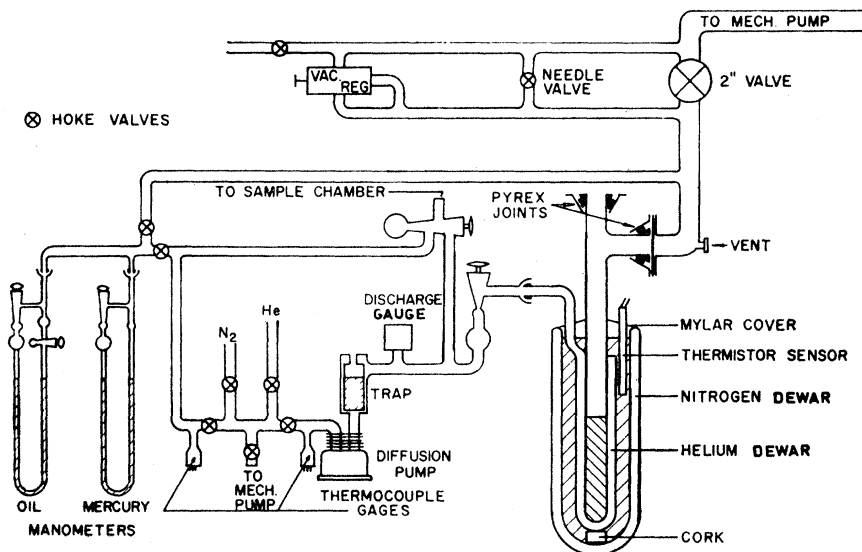 TO MECH. PUMP
VAC.
REG
NEEDLE
VALVE
2" VALVE
HOKE VALVES
TO SAMPLE CHAMBER
PYREX
JOINTS
VENT
DISCHARGE
GAUGE
He
N2
MYLAR COVER
THERMISTOR SENSOR
TRAP
NITROGEN DEWAR
HELIUM DEWAR
DIFFUSION
PUMP
TO
MECH.
PUMP
THERMOCOUPLE
GAGES
OIL
MERCURY
MANOMETERS
CORK